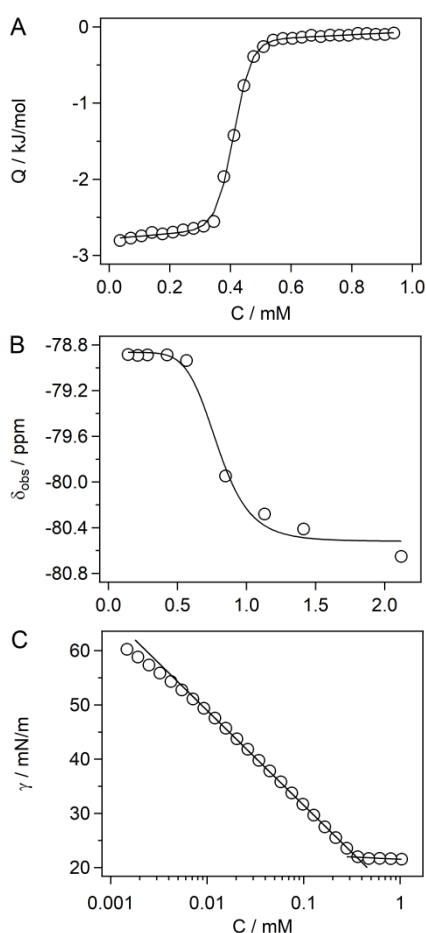 A
0
-1
-2
-3
Q / kJ/mol
0.0 0.2 0.4 0.6 0.8 1.0
C / mM
B
-78.8
-79.2
-79.6
-80.0
-80.4
-80.8
δobs / ppm
0.0 0.5 1.0 1.5 2.0
C
60
50
40
30
20
γ / mN/m
0.001 0.01 0.1 1
C / mM